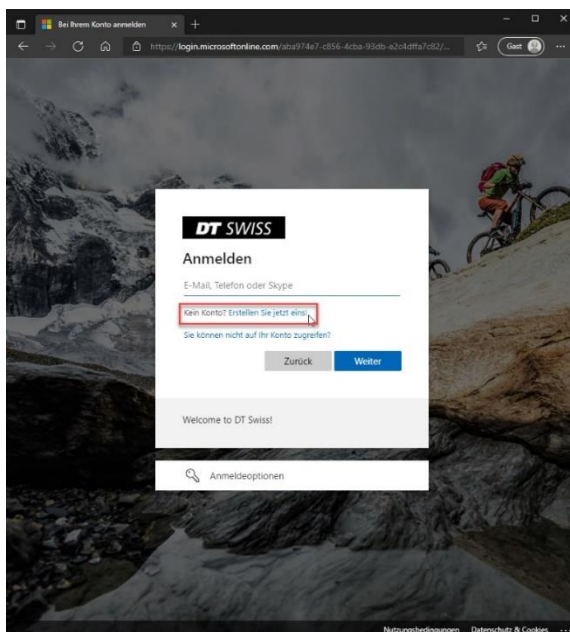 Bei Ihrem Konto anmelden
https://login.microsoftonline.com/aba974e7-c856-4cba-93db-e2c4dffa7c82/...
Gast
DT SWISS
Anmelden
E-Mail, Telefon oder Skype
Kein Konto? Erstellen Sie jetzt eins!
Sie können nicht auf Ihr Konto zugreifen?
Zurück
Weiter
Welcome to DT Swiss!
Anmeldeoptionen
Nutzungsbedingungen
Datenschutz & Cookies
...